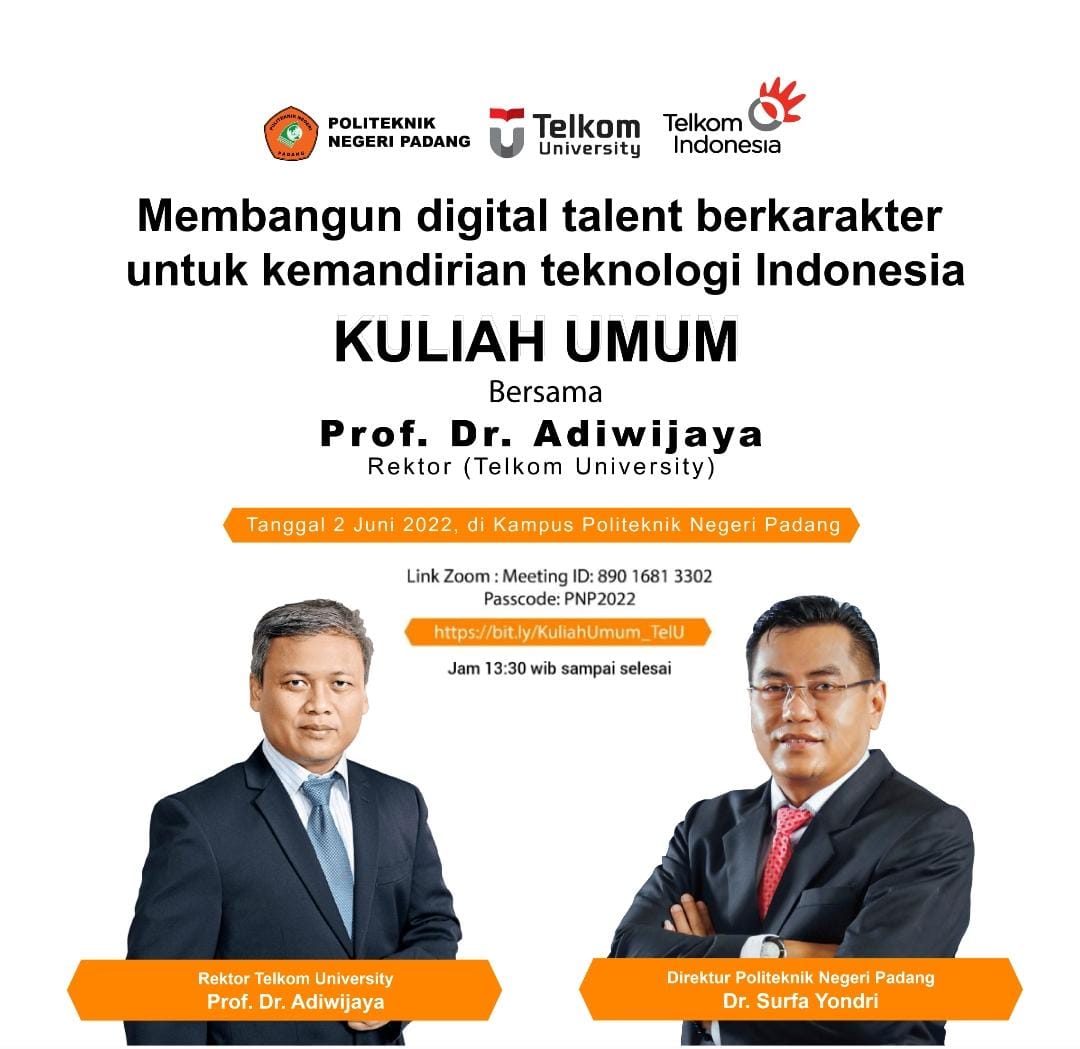 POLITEKNIK NEGERI
PADANG
POLITEKNIK
NEGERI PADANG
Telkom
University
Telkom
Indonesia
Membangun digital talent berkarakter
untuk kemandirian teknologi Indonesia
KULIAH UMUM
Bersama
Prof. Dr. Adiwijaya
Rektor (Telkom University)
Tanggal 2 Juni 2022, di Kampus Politeknik Negeri Padang
Link Zoom : Meeting ID: 890 1681 3302
Passcode: PNP2022
https://bit.ly/KuliahUmum_TelU
Jam 13:30 wib sampai selesai
Rektor Telkom University
Prof. Dr. Adiwijaya
Direktur Politeknik Negeri Padang
Dr. Surfa Yondri